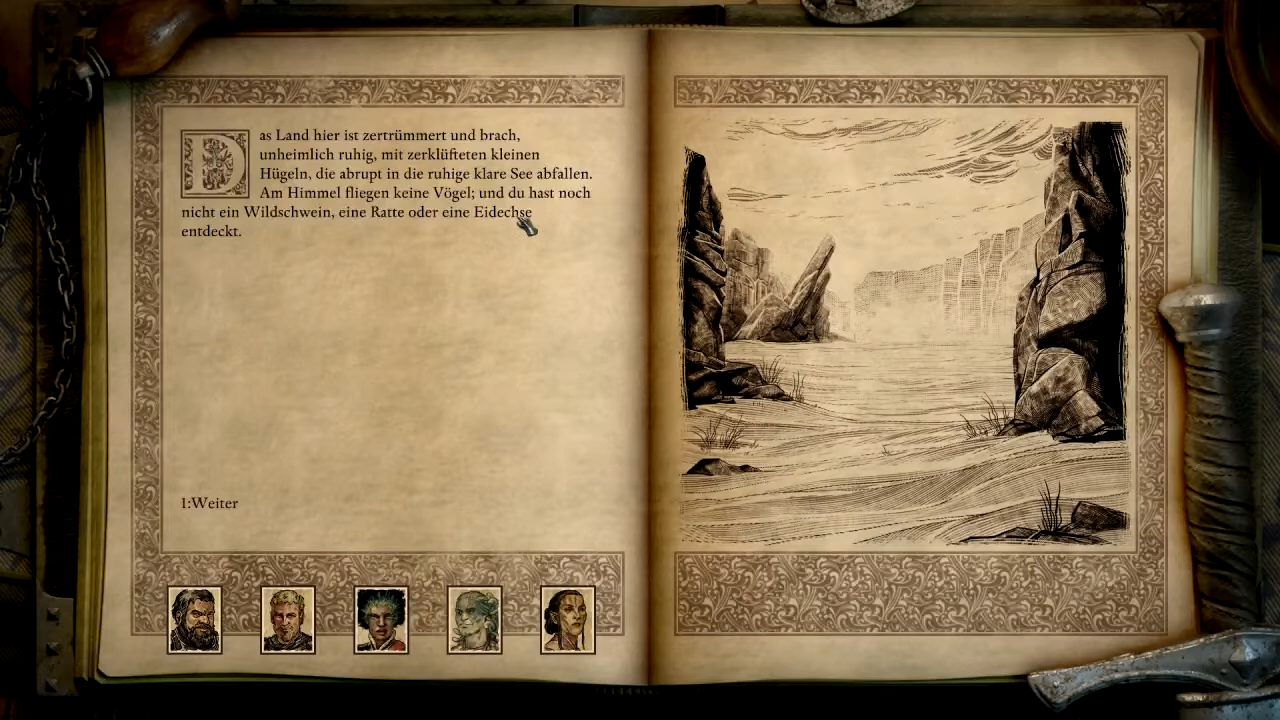 Das Land hier ist zertrümmert und brach,
unheimlich ruhig, mit zerklüfteten kleinen
Hügeln, die abrupt in die ruhige klare See abfallen.
Am Himmel fliegen keine Vögel; und du hast noch
nicht ein Wildschwein, eine Ratte oder eine Eidechse
entdeckt.
1:Weiter